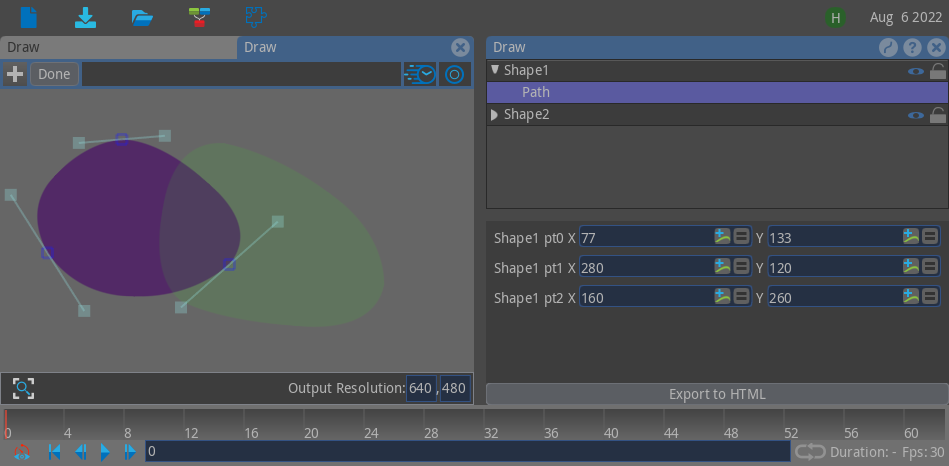 H Aug 6 2022
Draw Draw
Done
Output Resolution: 640 , 480
Draw ?
Shape1
Path
Shape2
Shape1 pt0 X 77 Y 133
Shape1 pt1 X 280 Y 120
Shape1 pt2 X 160 Y 260
Export to HTML
0 4 8 12 16 20 24 28 32 36 40 44 48 52 56 60
0 Duration: - Fps: 30